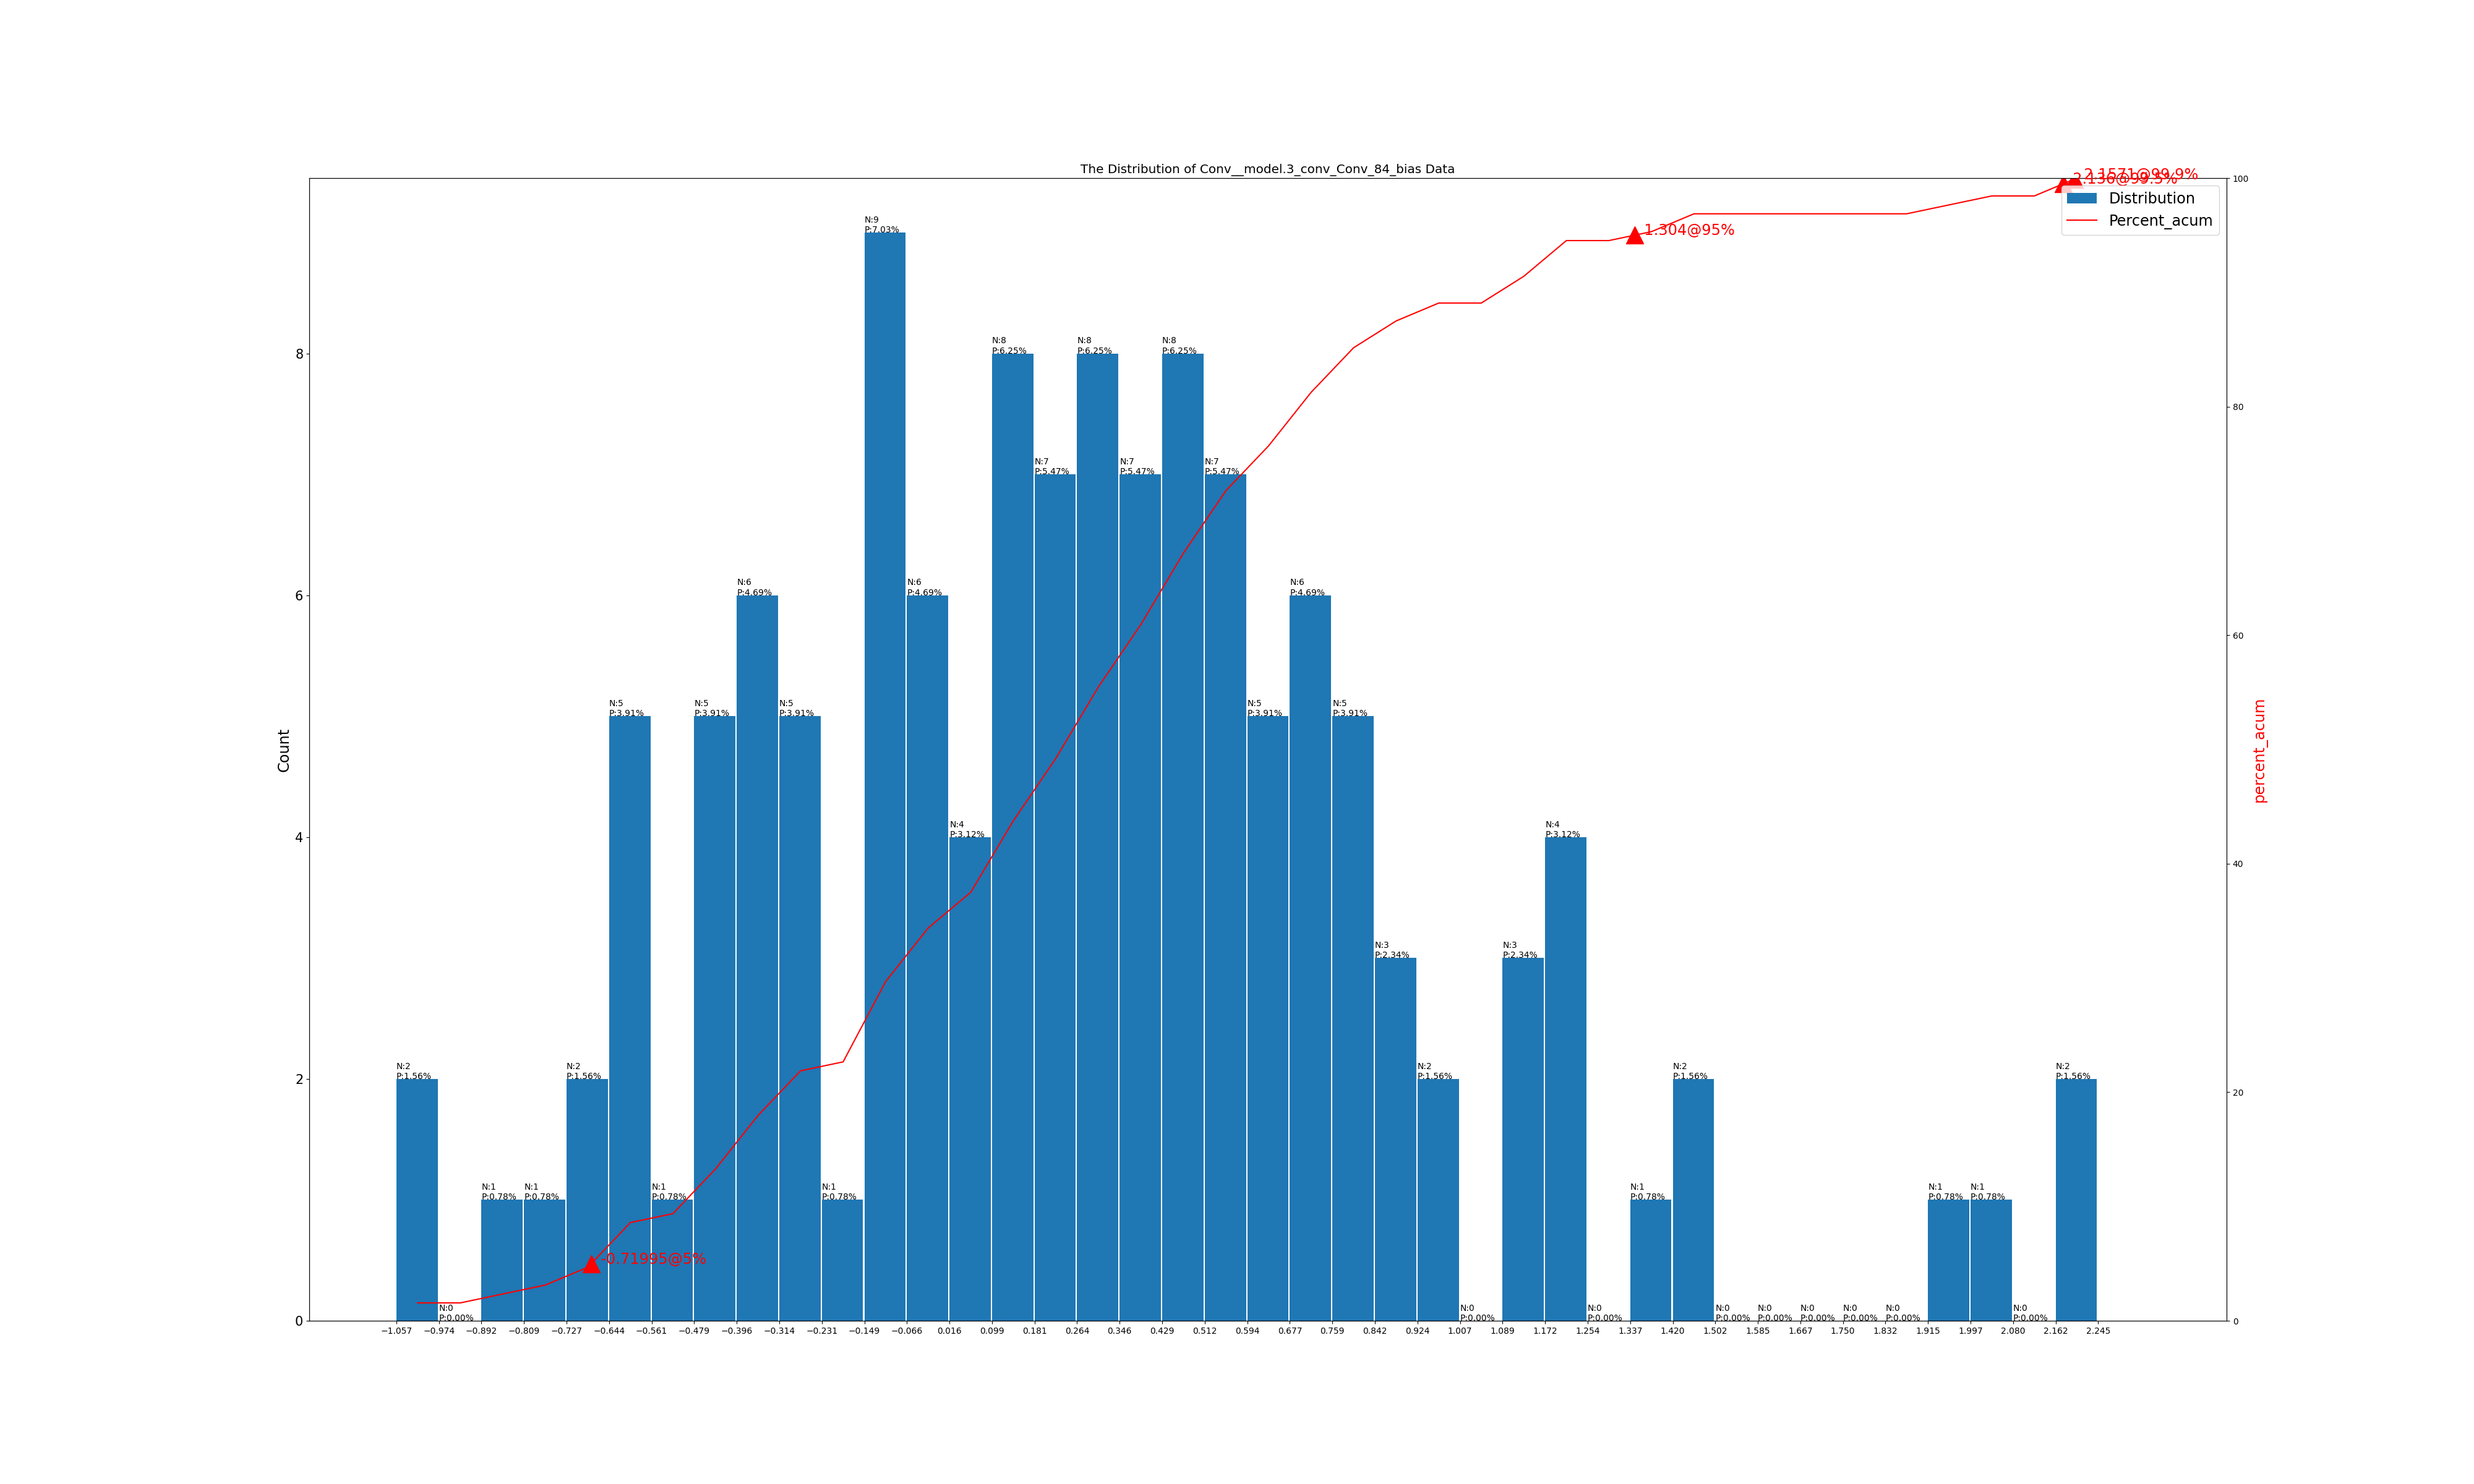 The Distribution of Conv__model.3_conv_Conv_84_bias Data
2.1571@99.9%
2.136@99.5%
Distribution
Percent_acum
1.304@95%
-0.71995@5%
Count
percent_acum
8
6
4
2
0
100
80
60
40
20
0
N:2
P:1.56%
N:0
P:0.00%
N:1
P:0.78%
N:1
P:0.78%
N:2
P:1.56%
N:5
P:3.91%
N:1
P:0.78%
N:5
P:3.91%
N:6
P:4.69%
N:5
P:3.91%
N:1
P:0.78%
N:9
P:7.03%
N:6
P:4.69%
N:4
P:3.12%
N:8
P:6.25%
N:7
P:5.47%
N:8
P:6.25%
N:7
P:5.47%
N:8
P:6.25%
N:7
P:5.47%
N:5
P:3.91%
N:6
P:4.69%
N:5
P:3.91%
N:3
P:2.34%
N:2
P:1.56%
N:0
P:0.00%
N:3
P:2.34%
N:4
P:3.12%
N:0
P:0.00%
N:1
P:0.78%
N:2
P:1.56%
N:0
P:0.00%
N:0
P:0.00%
N:0
P:0.00%
N:0
P:0.00%
N:0
P:0.00%
N:1
P:0.78%
N:1
P:0.78%
N:0
P:0.00%
N:2
P:1.56%
−1.057 −0.974 −0.892 −0.809 −0.727 −0.644 −0.561 −0.479 −0.396 −0.314 −0.231 −0.149 −0.066 0.016 0.099 0.181 0.264 0.346 0.429 0.512 0.594 0.677 0.759 0.842 0.924 1.007 1.089 1.172 1.254 1.337 1.420 1.502 1.585 1.667 1.750 1.832 1.915 1.997 2.080 2.162 2.245